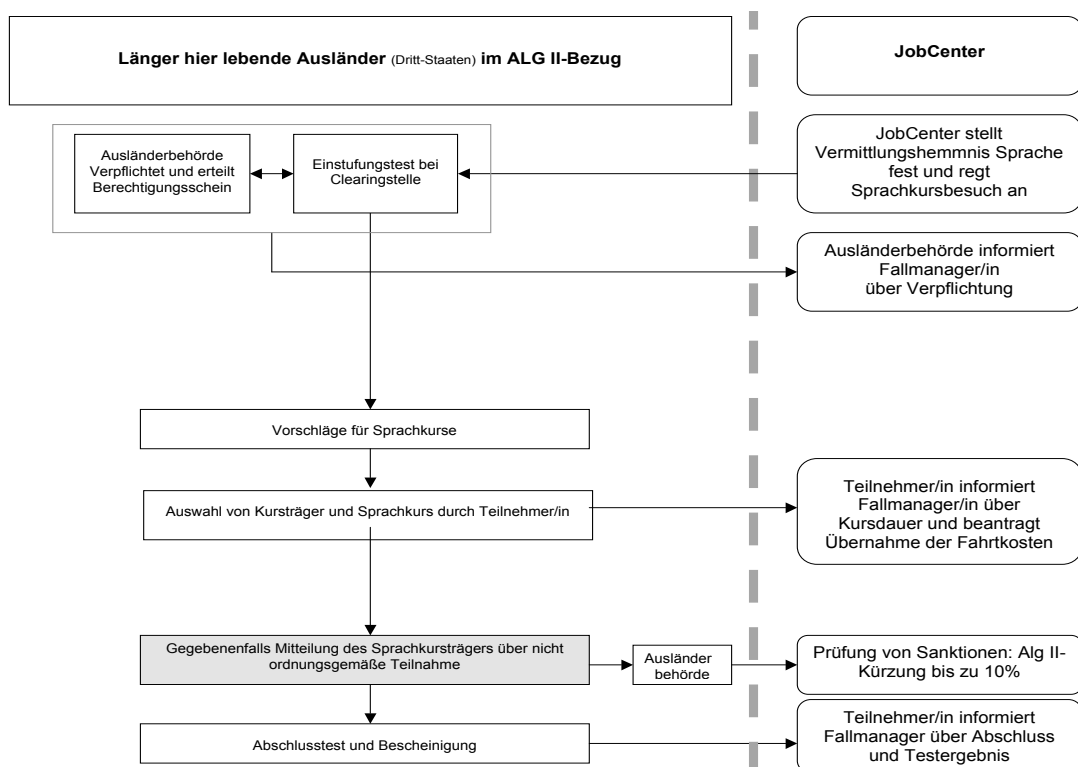 Länger hier lebende Ausländer (Dritt-Staaten) im ALG II-Bezug
JobCenter
Ausländerbehörde
Verpflichtet und erteilt
Berechtigungsschein
Einstufungstest bei
Clearingstelle
JobCenter stellt
Vermittlungshemmnis Sprache
fest und regt
Sprachkursbesuch an
Ausländerbehörde informiert
Fallmanager/in
über Verpflichtung
Vorschläge für Sprachkurse
Auswahl von Kursträger und Sprachkurs durch Teilnehmer/in
Teilnehmer/in informiert
Fallmanager/in über
Kursdauer und beantragt
Übernahme der Fahrtkosten
Gegebenenfalls Mitteilung des Sprachkursträgers über nicht
ordnungsgemäße Teilnahme
Ausländer
behörde
Prüfung von Sanktionen: Alg II-
Kürzung bis zu 10%
Abschlusstest und Bescheinigung
Teilnehmer/in informiert
Fallmanager über Abschluss
und Testergebnis